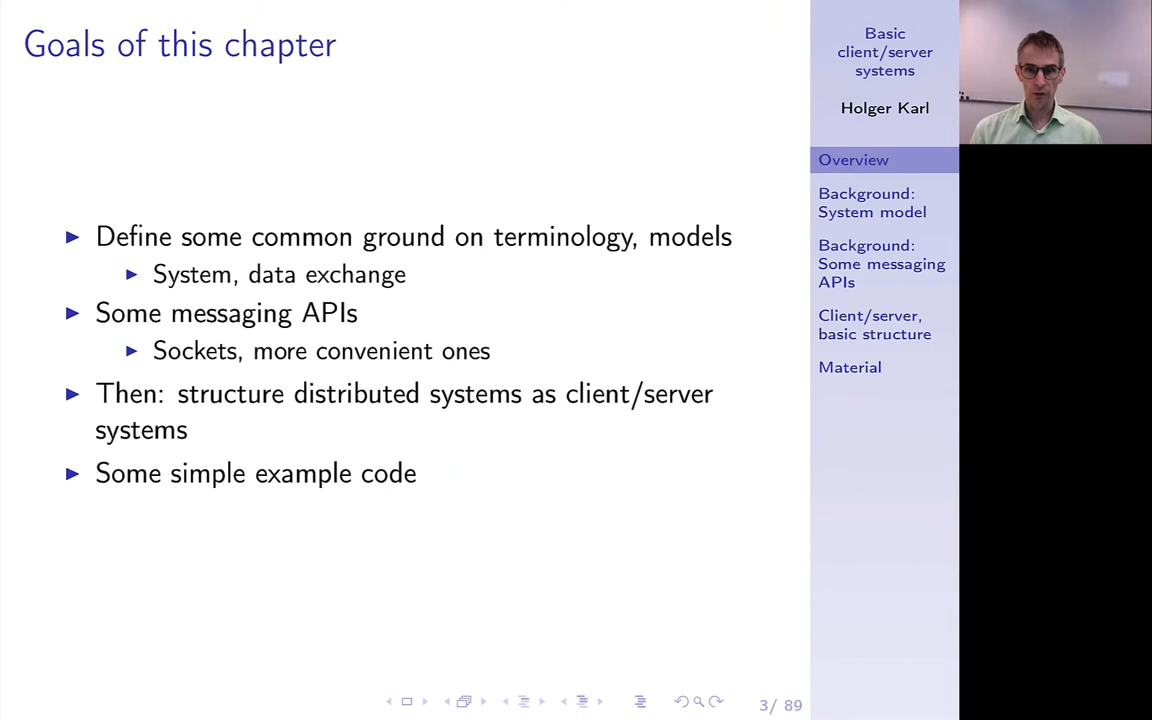 Goals of this chapter
Define some common ground on terminology, models
System, data exchange
Some messaging APIs
Sockets, more convenient ones
Then: structure distributed systems as client/server
systems
Some simple example code
3/ 89
Basic
client/server
systems
Holger Karl
Overview
Background:
System model
Background:
Some messaging
APIs
Client/server,
basic structure
Material